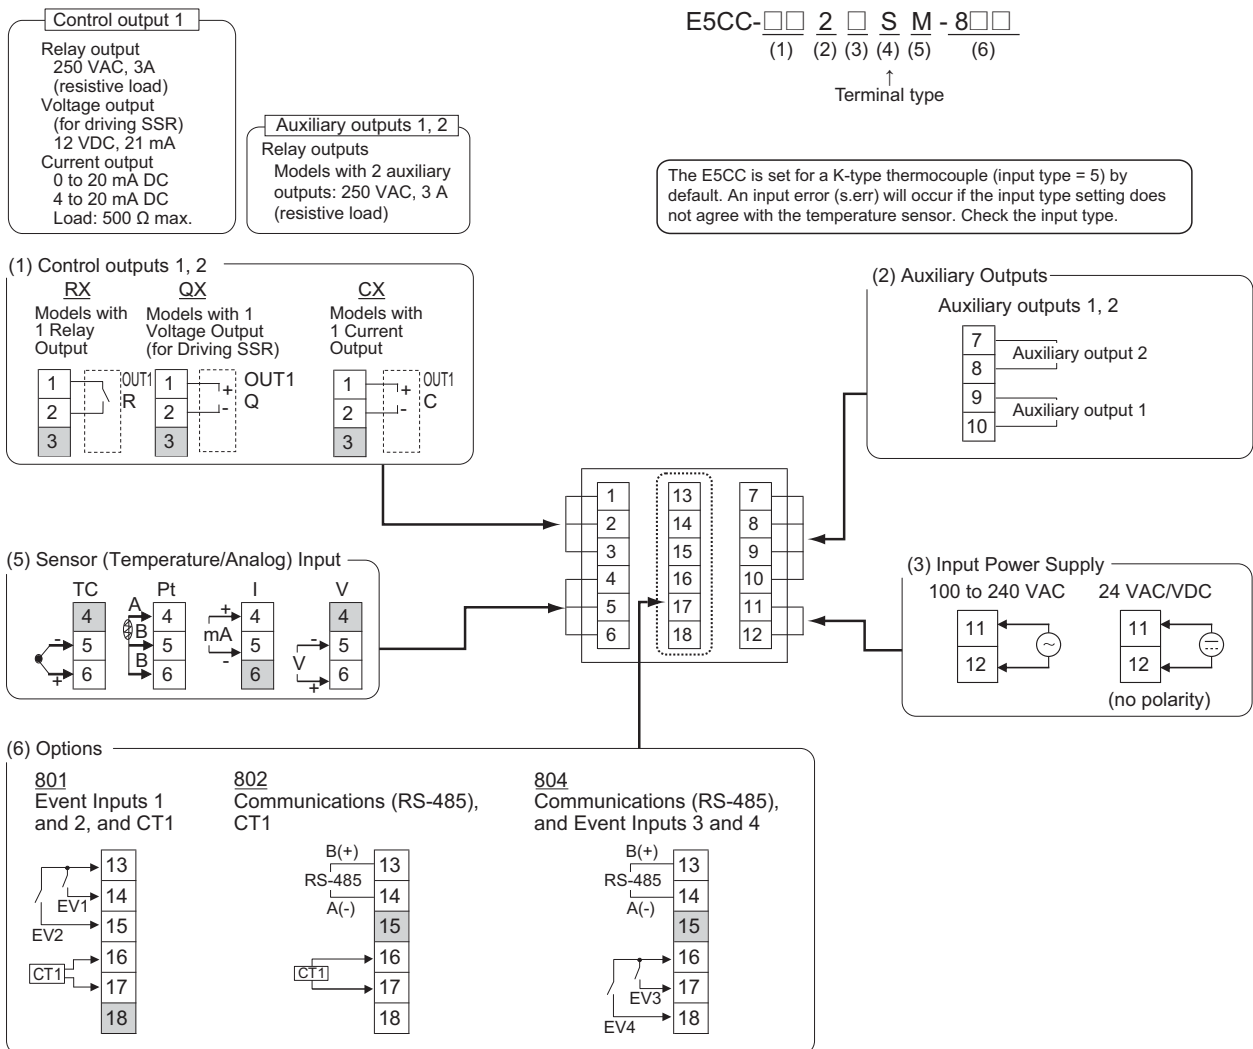 Control output 1
Relay output
250 VAC, 3A
(resistive load)
Voltage output
(for driving SSR)
12 VDC, 21 mA
Current output
0 to 20 mA DC
4 to 20 mA DC
Load: 500 Ω max.
Auxiliary outputs 1, 2
Relay outputs
Models with 2 auxiliary
outputs: 250 VAC, 3 A
(resistive load)
E5CC-□□ 2 □ S M - 8□□
(1) (2) (3) (4) (5) (6)
↑
Terminal type
The E5CC is set for a K-type thermocouple (input type = 5) by
default. An input error (s.err) will occur if the input type setting does
not agree with the temperature sensor. Check the input type.
(1) Control outputs 1, 2
RX
Models with
1 Relay
Output
1
2
3
OUT1
R
QX
Models with 1
Voltage Output
(for Driving SSR)
1
2
3
+
-
OUT1
Q
CX
Models with
1 Current
Output
1
2
3
+
-
OUT1
C
(2) Auxiliary Outputs
Auxiliary outputs 1, 2
7
8
9
10
Auxiliary output 2
Auxiliary output 1
1
2
3
4
5
6
13
14
15
16
17
18
7
8
9
10
11
12
(5) Sensor (Temperature/Analog) Input
TC
4
5
6
-
+
Pt
A
B
B
4
5
6
I
+
mA
-
4
5
6
V
-
V
+
4
5
6
(3) Input Power Supply
100 to 240 VAC
11
12
24 VAC/VDC
11
12
(no polarity)
(6) Options
801
Event Inputs 1
and 2, and CT1
EV1
EV2
CT1
13
14
15
16
17
18
802
Communications (RS-485),
CT1
B(+)
RS-485
A(-)
CT1
13
14
15
16
17
18
804
Communications (RS-485),
and Event Inputs 3 and 4
B(+)
RS-485
A(-)
EV3
EV4
13
14
15
16
17
18